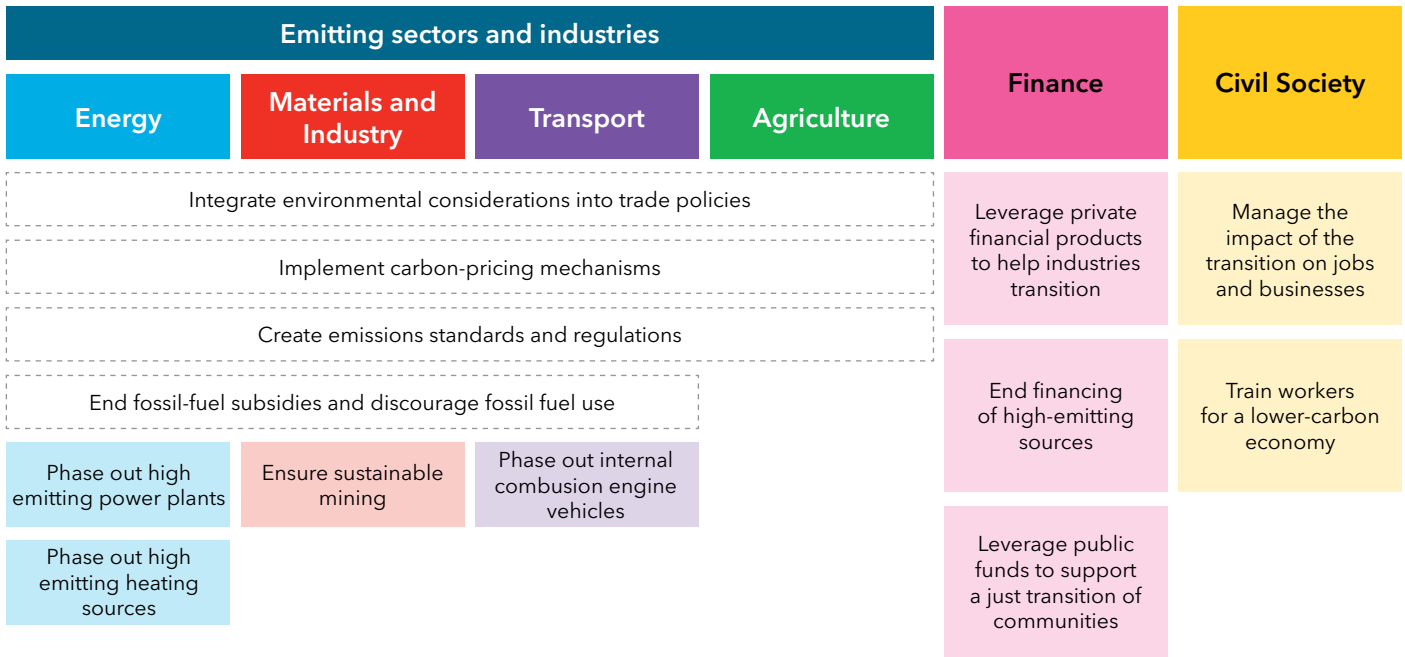 Emitting sectors and industries
Energy
Materials and
Industry
Transport
Agriculture
Finance
Civil Society
Integrate environmental considerations into trade policies
Implement carbon-pricing mechanisms
Create emissions standards and regulations
End fossil-fuel subsidies and discourage fossil fuel use
Phase out high
emitting power plants
Phase out high
emitting heating
sources
Ensure sustainable
mining
Phase out internal
combusion engine
vehicles
Leverage private
financial products
to help industries
transition
End financing
of high-emitting
sources
Leverage public
funds to support
a just transition of
communities
Manage the
impact of the
transition on jobs
and businesses
Train workers
for a lower-carbon
economy